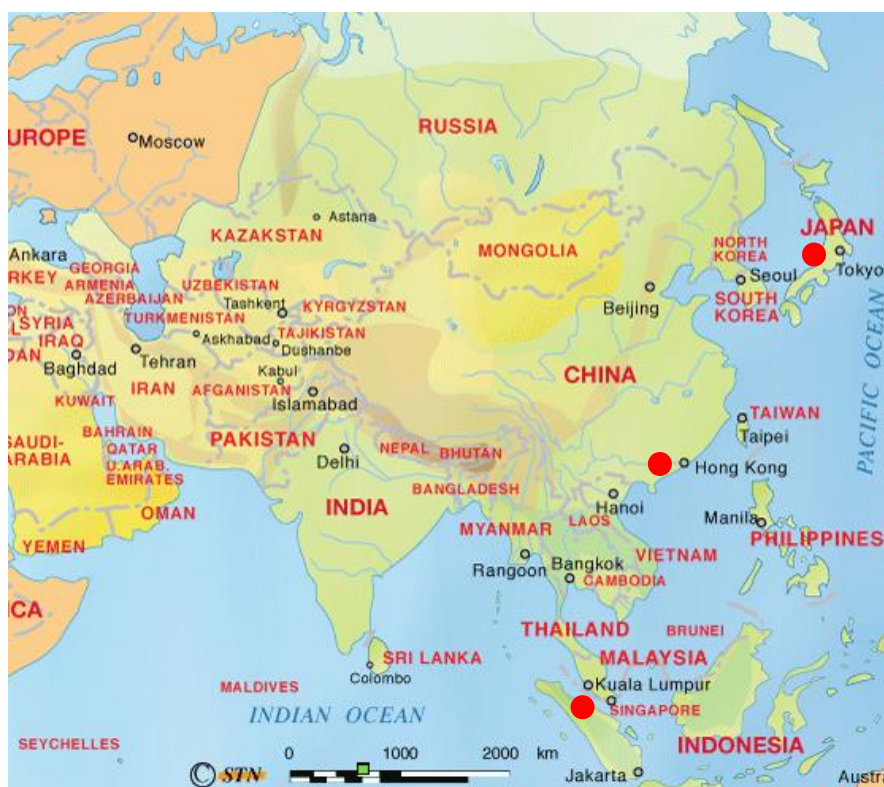 RUSSIA
EUROPE
Moscow
Astana
KAZAKSTAN
MONGOLIA
JAPAN
NORTH
KOREA
Tokyo
Seoul
SOUTH
KOREA
Beijing
Ankara
RKEY
GEORGIA
ARMENIA
AZERBAIJAN
UZBEKISTAN
Tashkent
KYRGYZSTAN
TURKMENISTAN
TAJIKISTAN
Askhabad
Dushanbe
SYRIA
IRAQ
DAN
Baghdad
Tehran
IRAN
Kabul
AFGANISTAN
Islamabad
CHINA
KUWAIT
BAHRAIN
QATAR
U.ARAB.
EMIRATES
SAUDI-
ARABIA
OMAN
YEMEN
PAKISTAN
Delhi
NEPAL
BHUTAN
BANGLADESH
INDIA
MYANMAR
LAOS
Hanoi
Hong Kong
TAIWAN
Taipei
PACIFIC OCEAN
Manila
PHILIPPINES
Rangoon
Bangkok
VIETNAM
CAMBODIA
THAILAND
BRUNEI
MALAYSIA
Kuala Lumpur
SINGAPORE
SRI LANKA
Colombo
MALDIVES
INDIAN OCEAN
ICA
SEYCHELLES
INDONESIA
Jakarta
Austra
0 1000 2000 km
© STN